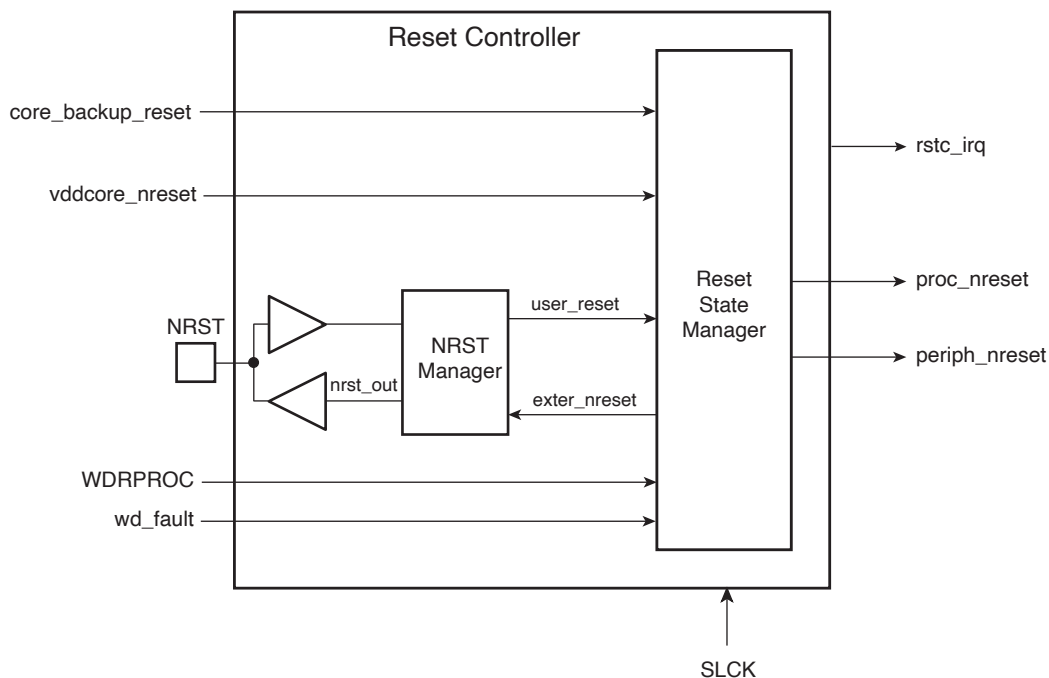 Reset Controller
core_backup_reset
rstc_irq
vddcore_nreset
Reset
State
Manager
proc_nreset
user_reset
NRST
NRST
Manager
periph_nreset
nrst_out
exter_nreset
WDRPROC
wd_fault
SLCK